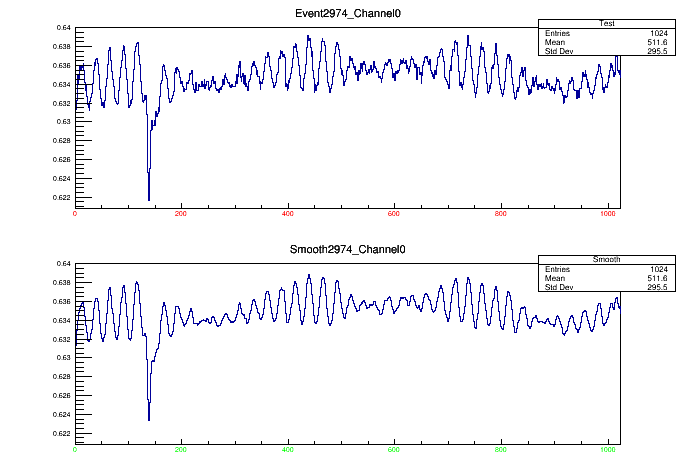 Event2974_Channel0
Test
Entries 1024
Mean 511.6
Std Dev 295.5
0.64
0.638
0.636
0.634
0.632
0.63
0.628
0.626
0.624
0.622
0 200 400 600 800 1000
Smooth2974_Channel0
Smooth
Entries 1024
Mean 511.6
Std Dev 295.5
0.64
0.638
0.636
0.634
0.632
0.63
0.628
0.626
0.624
0.622
0 200 400 600 800 1000